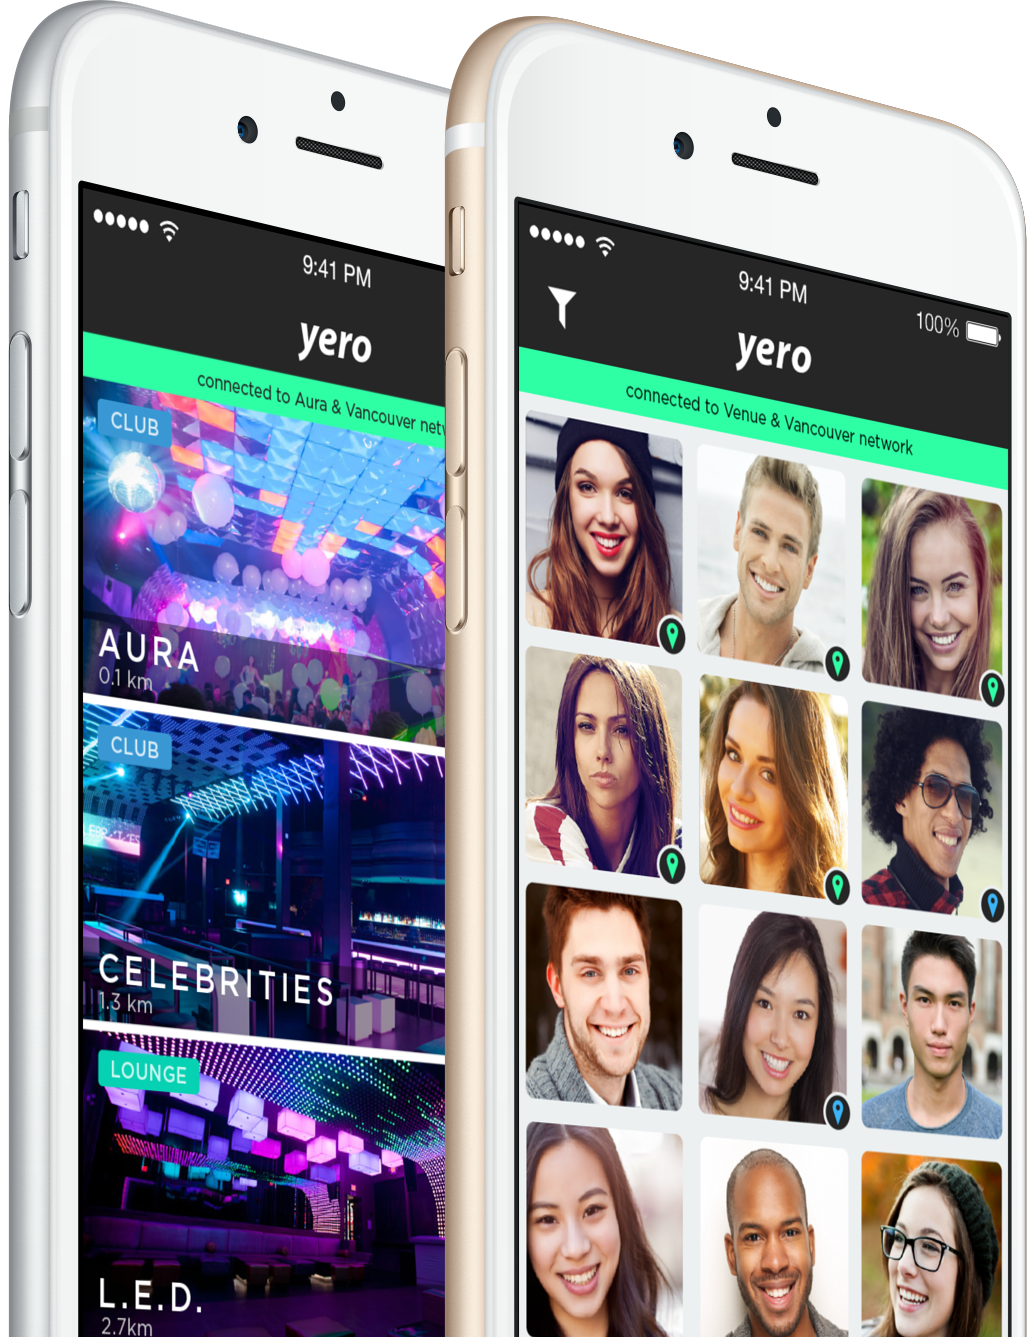 9:41 PM
yero
connected to Aura & Vancouver netw
CLUB
AURA
0.1 km
CLUB
CELEBRITIES
1.3 km
LOUNGE
L.E.D.
2.7km
9:41 PM
100%
yero
connected to Venue & Vancouver network